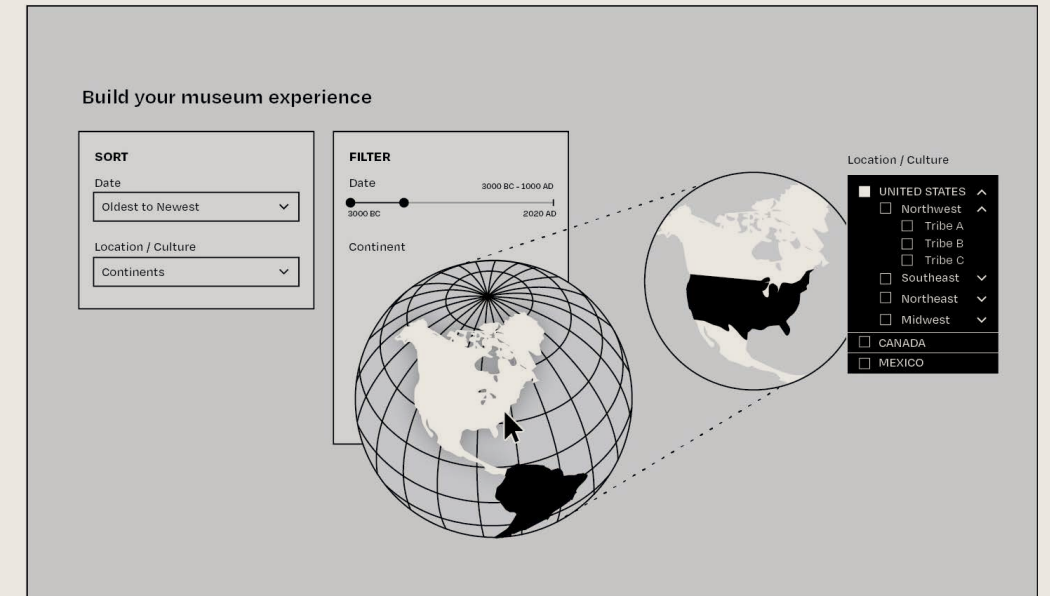 Build your museum experience
SORT
Date
Oldest to Newest
Location / Culture
Continents
FILTER
Date
3000 BC - 1000 AD
3000 BC
2020 AD
Continent
Location / Culture
UNITED STATES
Northwest
Tribe A
Tribe B
Tribe C
Southeast
Northeast
Midwest
CANADA
MEXICO